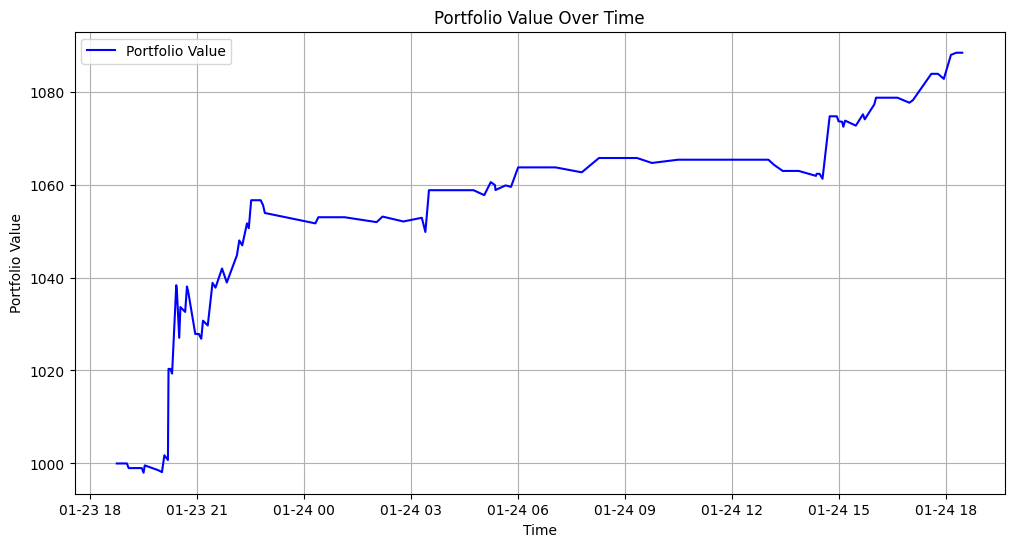 Portfolio Value Over Time
Portfolio Value
Portfolio Value
1080
1060
1040
1020
1000
01-23 18 01-23 21 01-24 00 01-24 03 01-24 06 01-24 09 01-24 12 01-24 15 01-24 18
Time